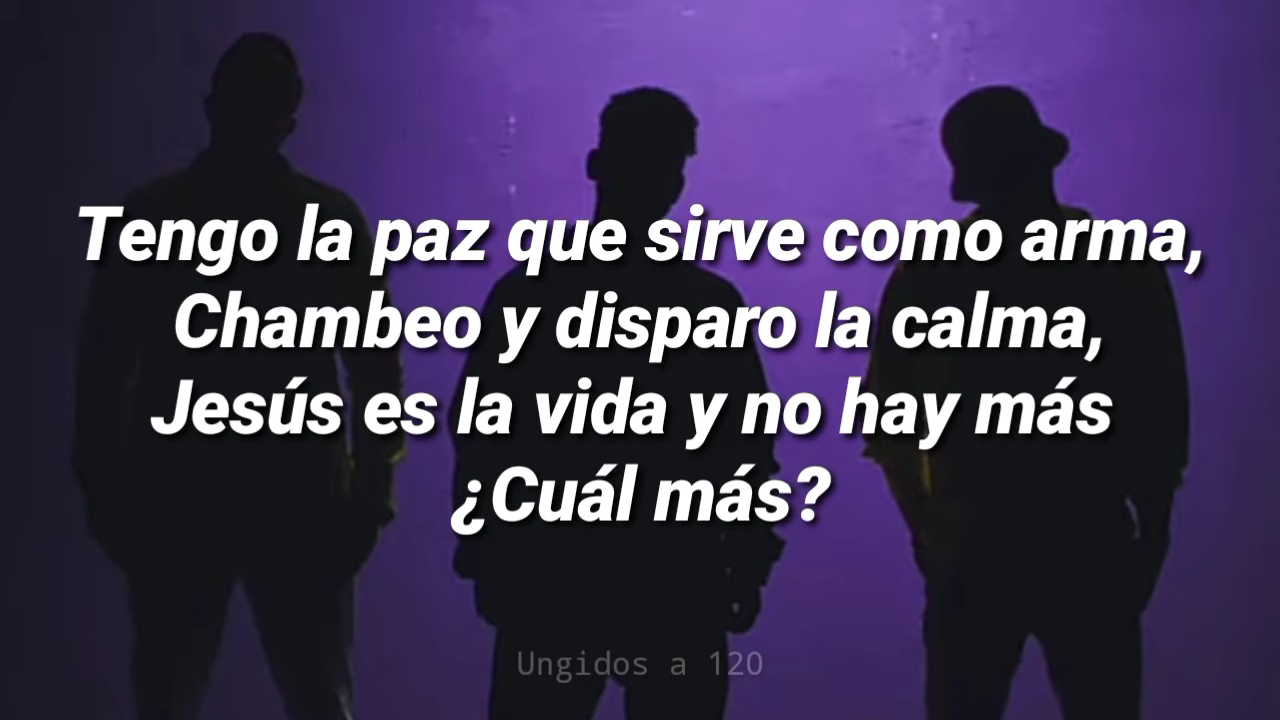 Tengo la paz que sirve como arma,
Chambeo y disparo la calma,
Jesús es la vida y no hay más
¿Cuál más?
Ungidos a 120